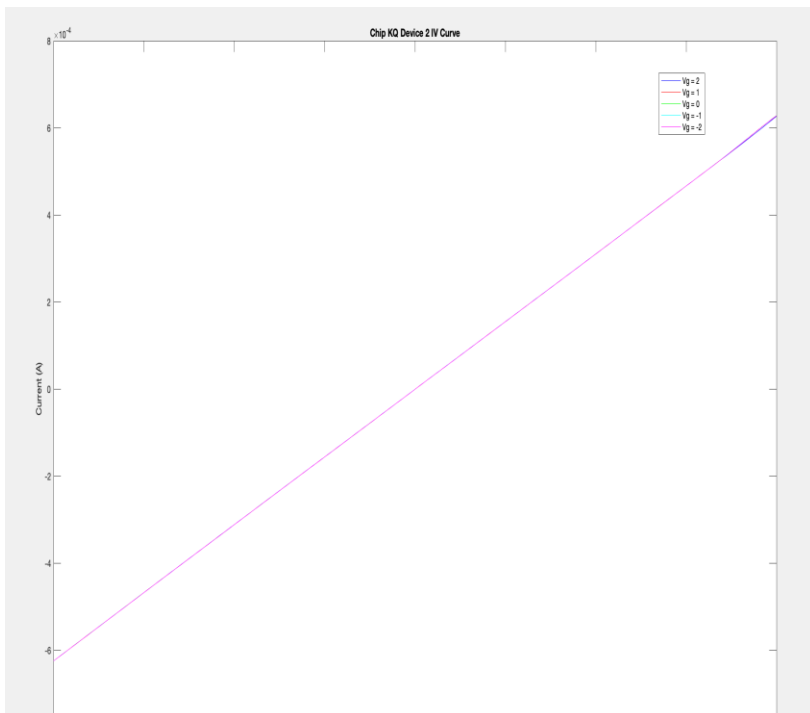 ×10⁻⁴
Chip KQ Device 2 IV Curve
8
Vg = 2
Vg = 1
Vg = 0
Vg = -1
Vg = -2
6
4
2
0
Current (A)
-2
-4
-6